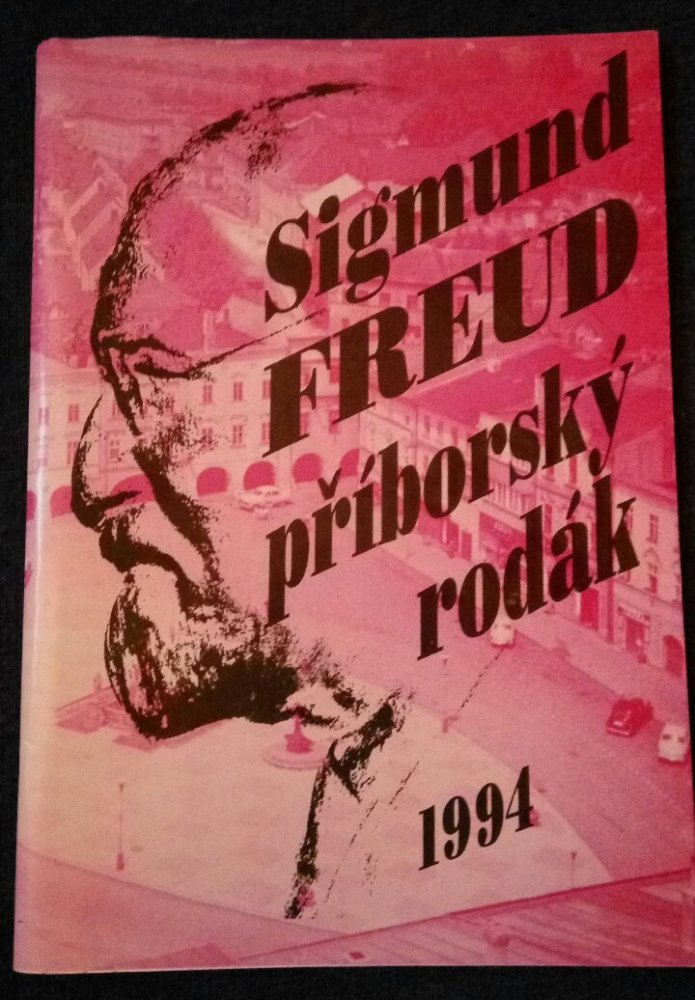 Sigmund
FREUD
příborský
rodák
1994